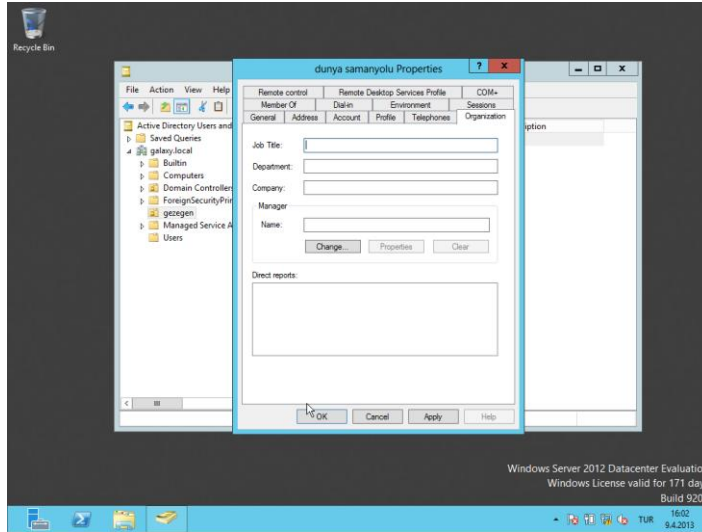 Recycle Bin
dunya samanyolu Properties
? x
File Action View Help
Active Directory Users and
Saved Queries
galaxy.local
Builtin
Computers
Domain Controllers
ForeignSecurityPrin
gezegen
Managed Service A
Users
Remote control Remote Desktop Services Profile COM+
Member Of Dial-in Environment Sessions
General Address Account Profile Telephones Organization
Job Title:
Department:
Company:
Manager
Name:
Change... Properties Clear
Direct reports:
OK Cancel Apply Help
iption
Windows Server 2012 Datacenter Evaluatio
Windows License valid for 171 day
Build 920
TUR
16:02
9.4.2013